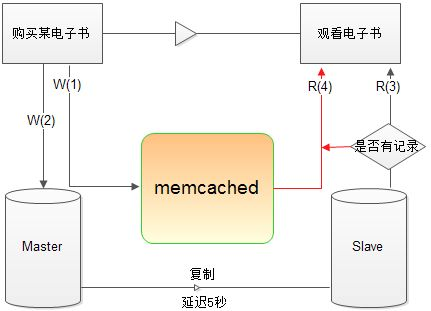 购买某电子书
观看电子书
W(1)
R(4)
R(3)
W(2)
是否有记录
memcached
Master
Slave
复制
延迟5秒